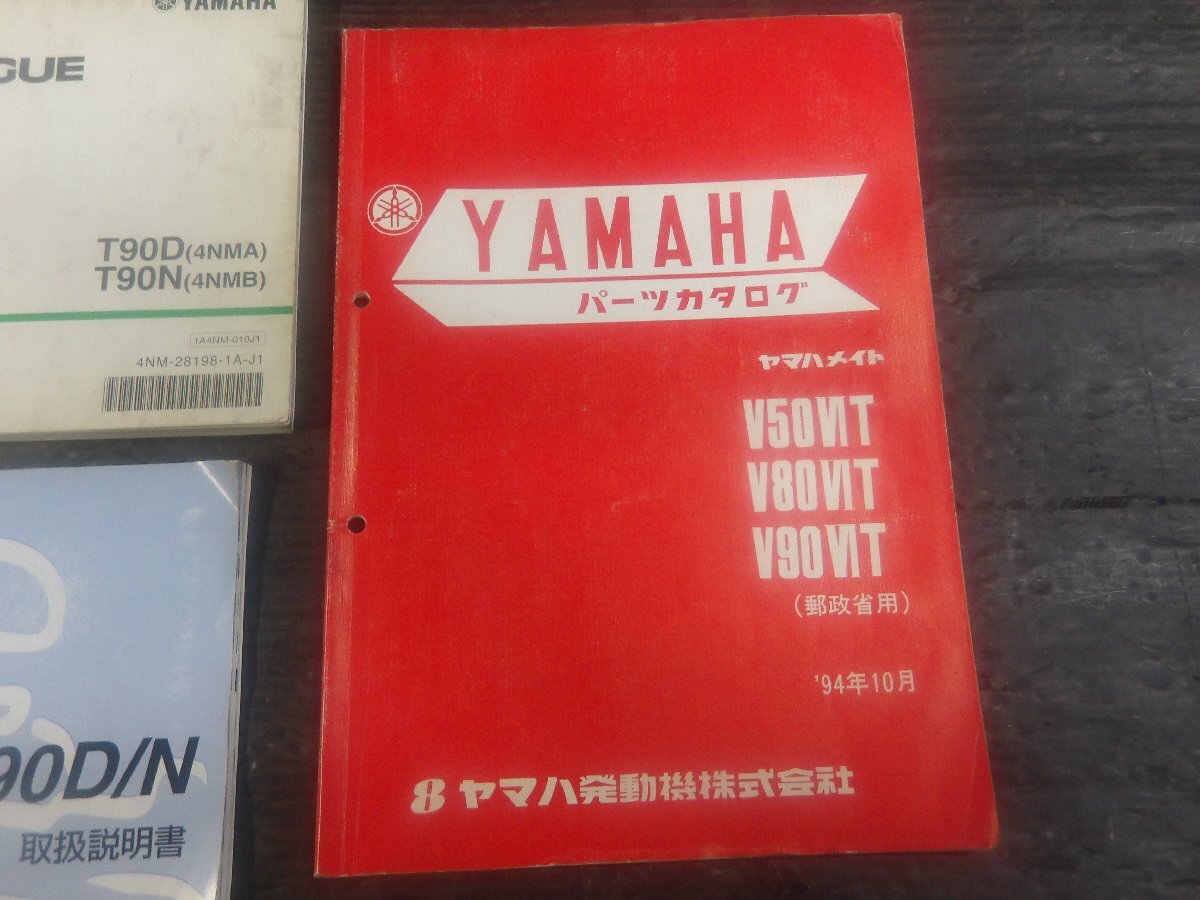 YAMAHA
GUE
T90D(4NMA)
T90N(4NMB)
1A4NM-010J1
4NM-28198-1A-J1
90D/N
取扱説明書
YAMAHA
パーツカタログ
ヤマハメイト
V50VIT
V80VIT
V90VIT
(郵政省用)
'94年10月
8 ヤマハ発動機株式会社